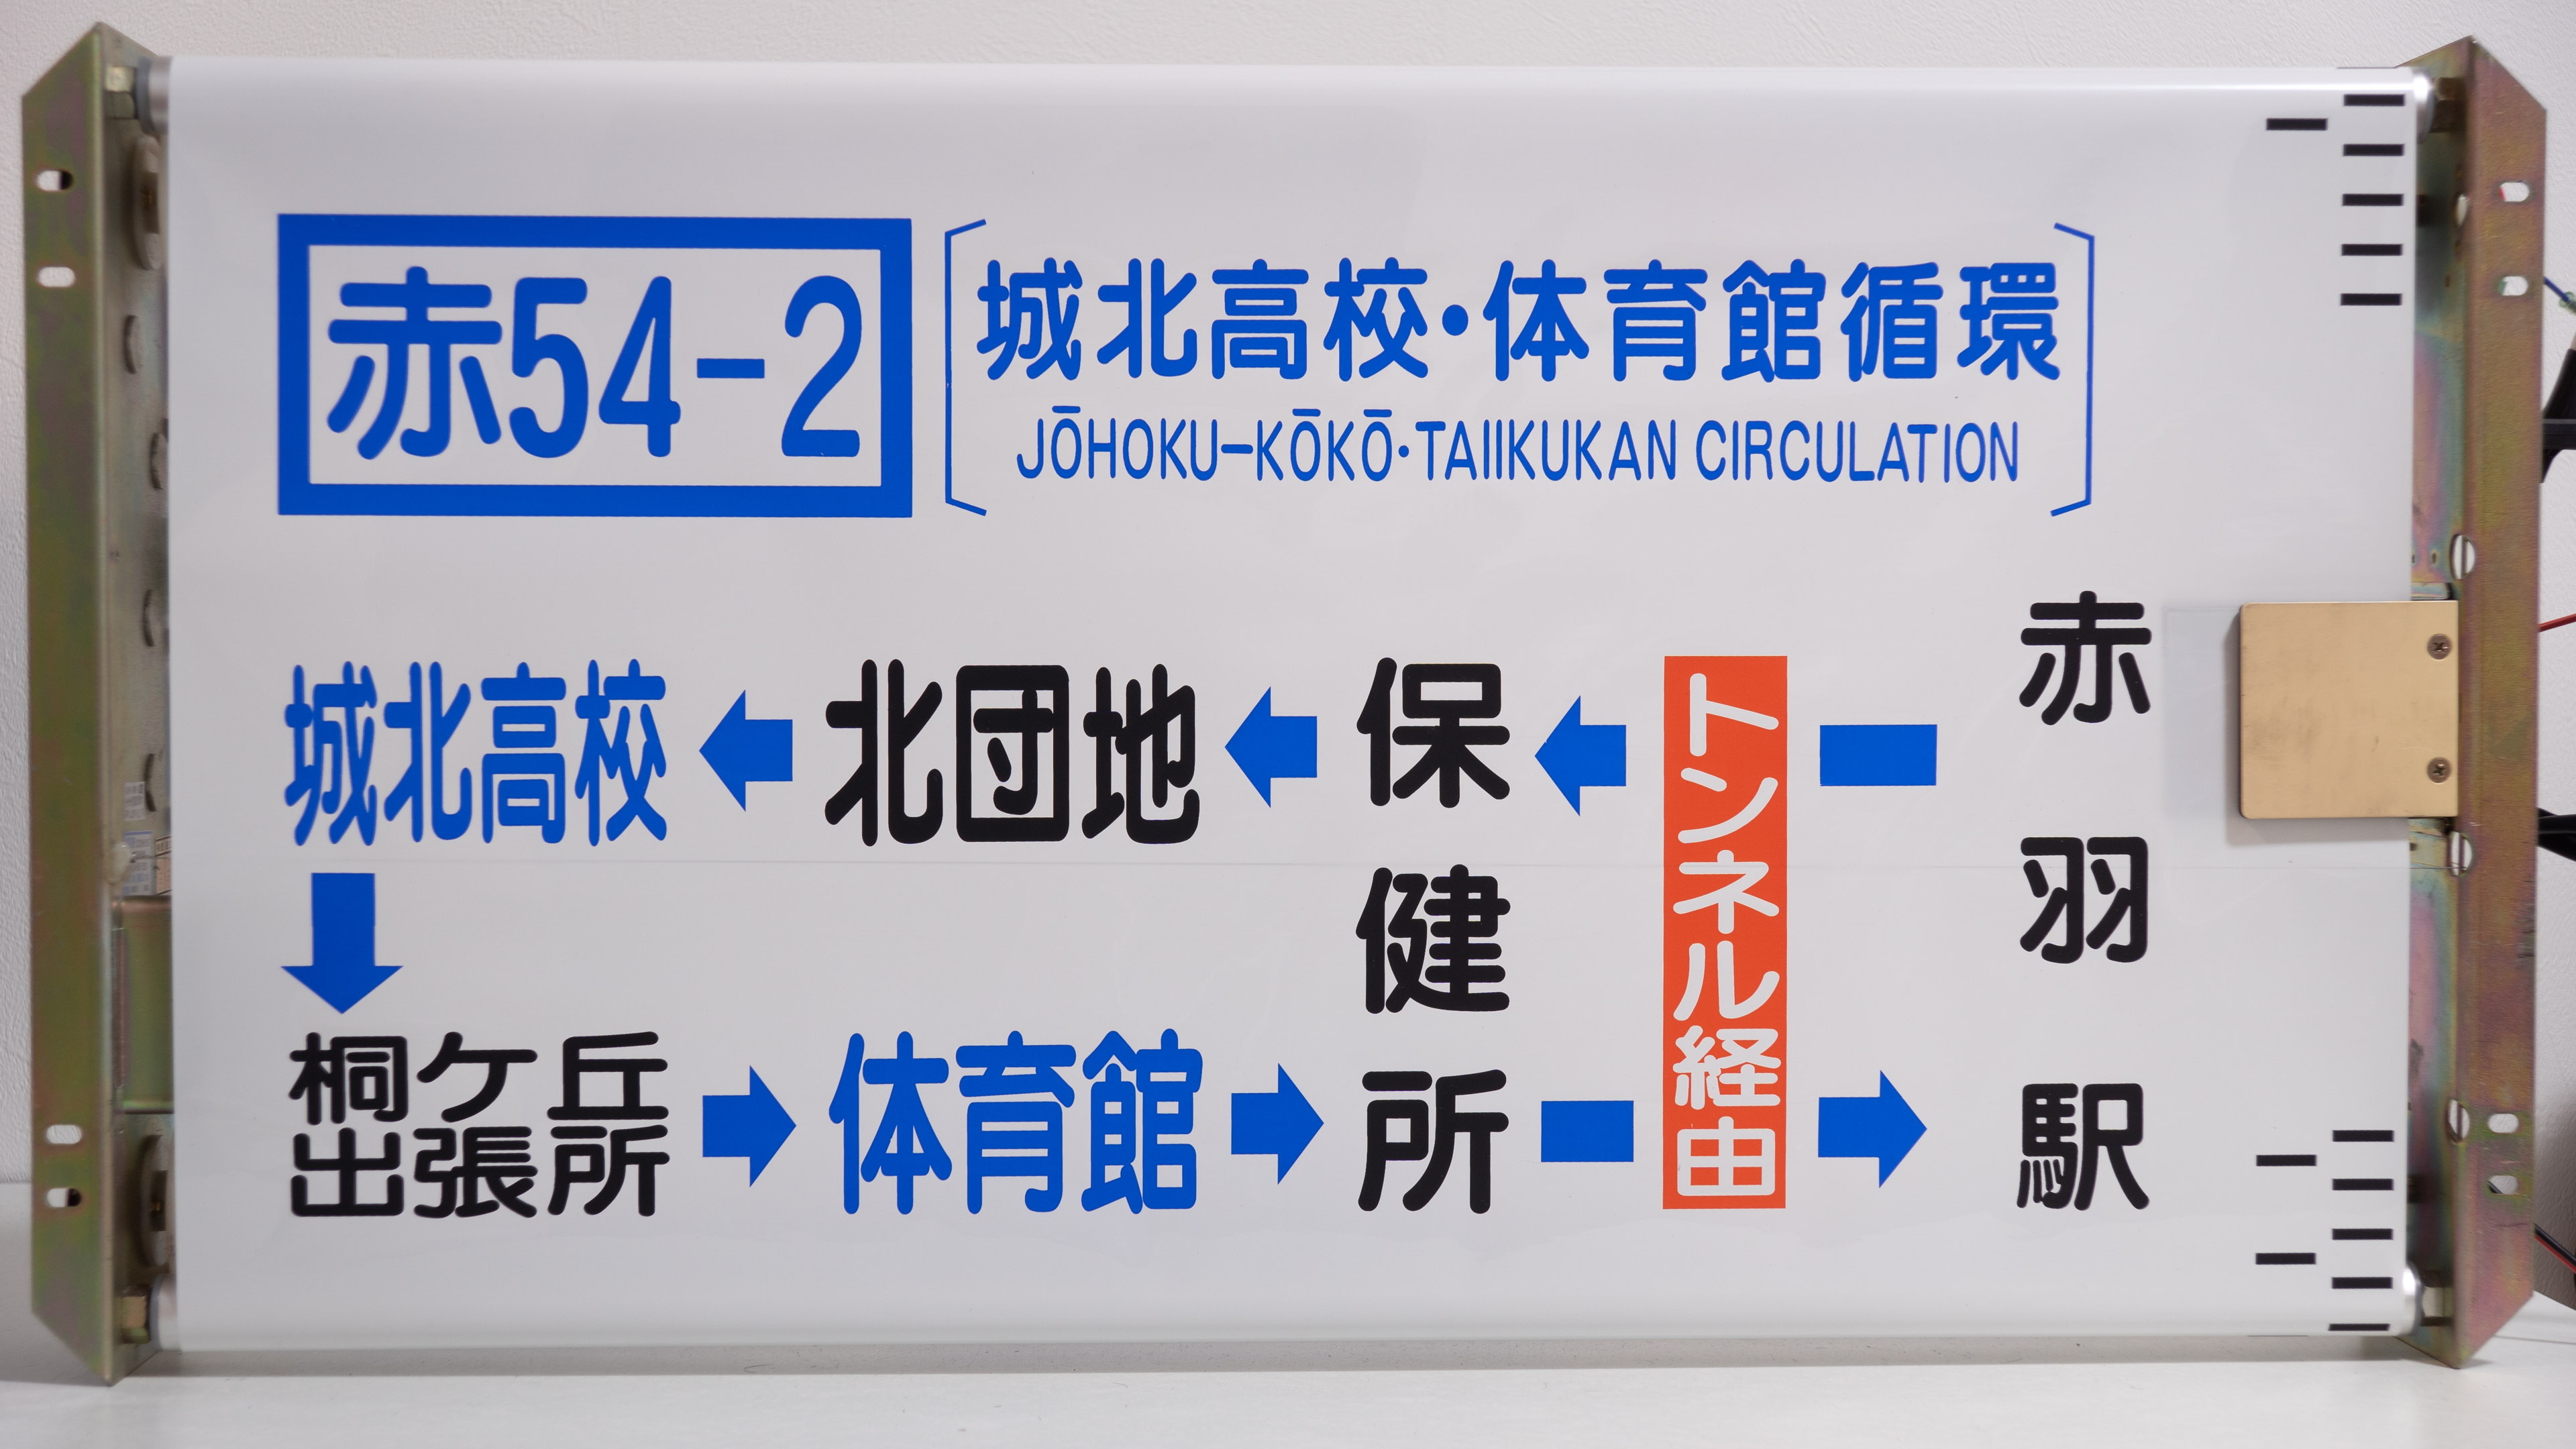 赤54-2
城北高校・体育館循環
JŌHOKU-KŌKŌ・TAIIKUKAN CIRCULATION
赤羽駅
トンネル経由
保健所
北団地
城北高校
桐ケ丘
出張所
体育館